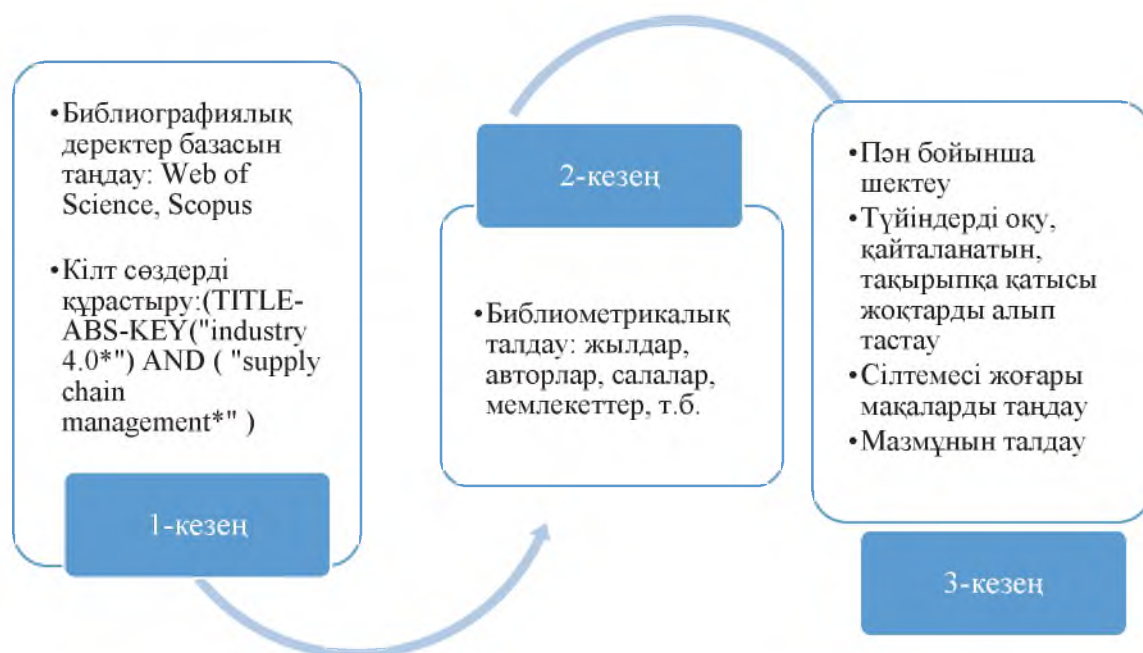 •Библиографиялық
деректер базасын
таңдау: Web of
Science, Scopus
•Кілт сөздерді
құрастыру:(TITLE-
ABS-KEY("industry
4.0*") AND ( "supply
chain
management*" )
1-кезең
2-кезең
•Библиометрикалық
талдау: жылдар,
авторлар, салалар,
мемлекеттер, т.б.
•Пән бойынша
шектеу
•Түйіндерді оқу,
қайталанатын,
тақырыпқа қатысы
жоқтарды алып
тастау
•Сілтемесі жоғары
мақаларды таңдау
•Мазмұнын талдау
3-кезең